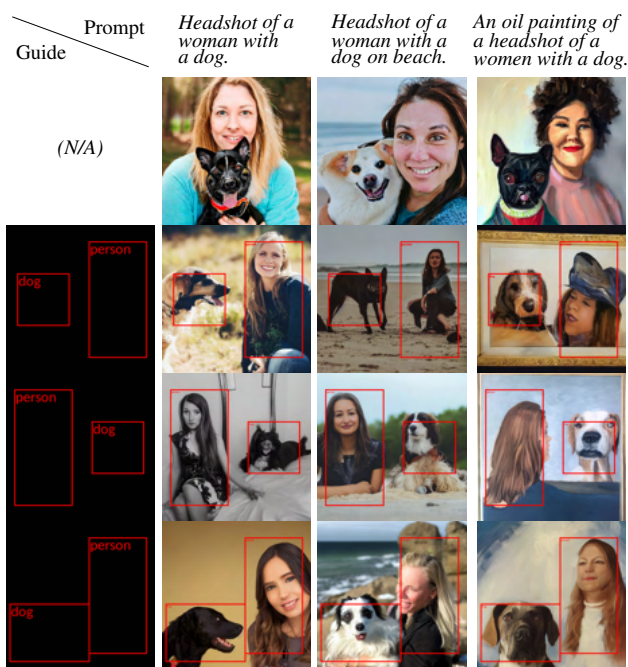 Prompt
Guide
Headshot of a
woman with
a dog.
Headshot of a
woman with a
dog on beach.
An oil painting of
a headshot of a
women with a dog.
(N/A)
person
dog
person
dog
person
dog